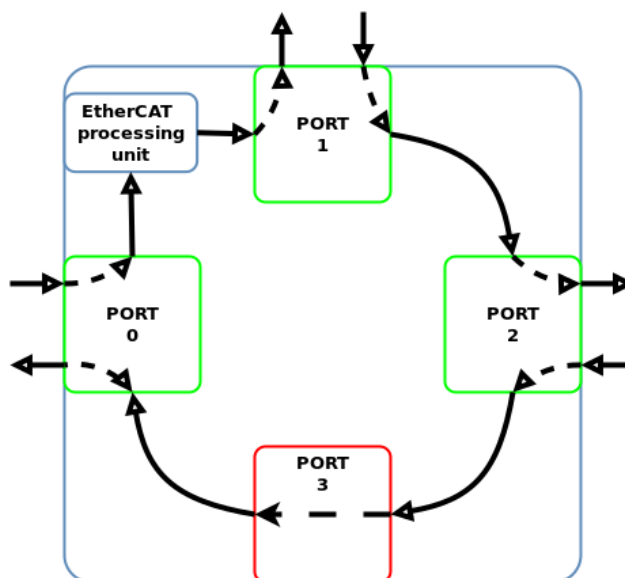 EtherCAT
processing
unit
PORT
1
PORT
0
PORT
2
PORT
3